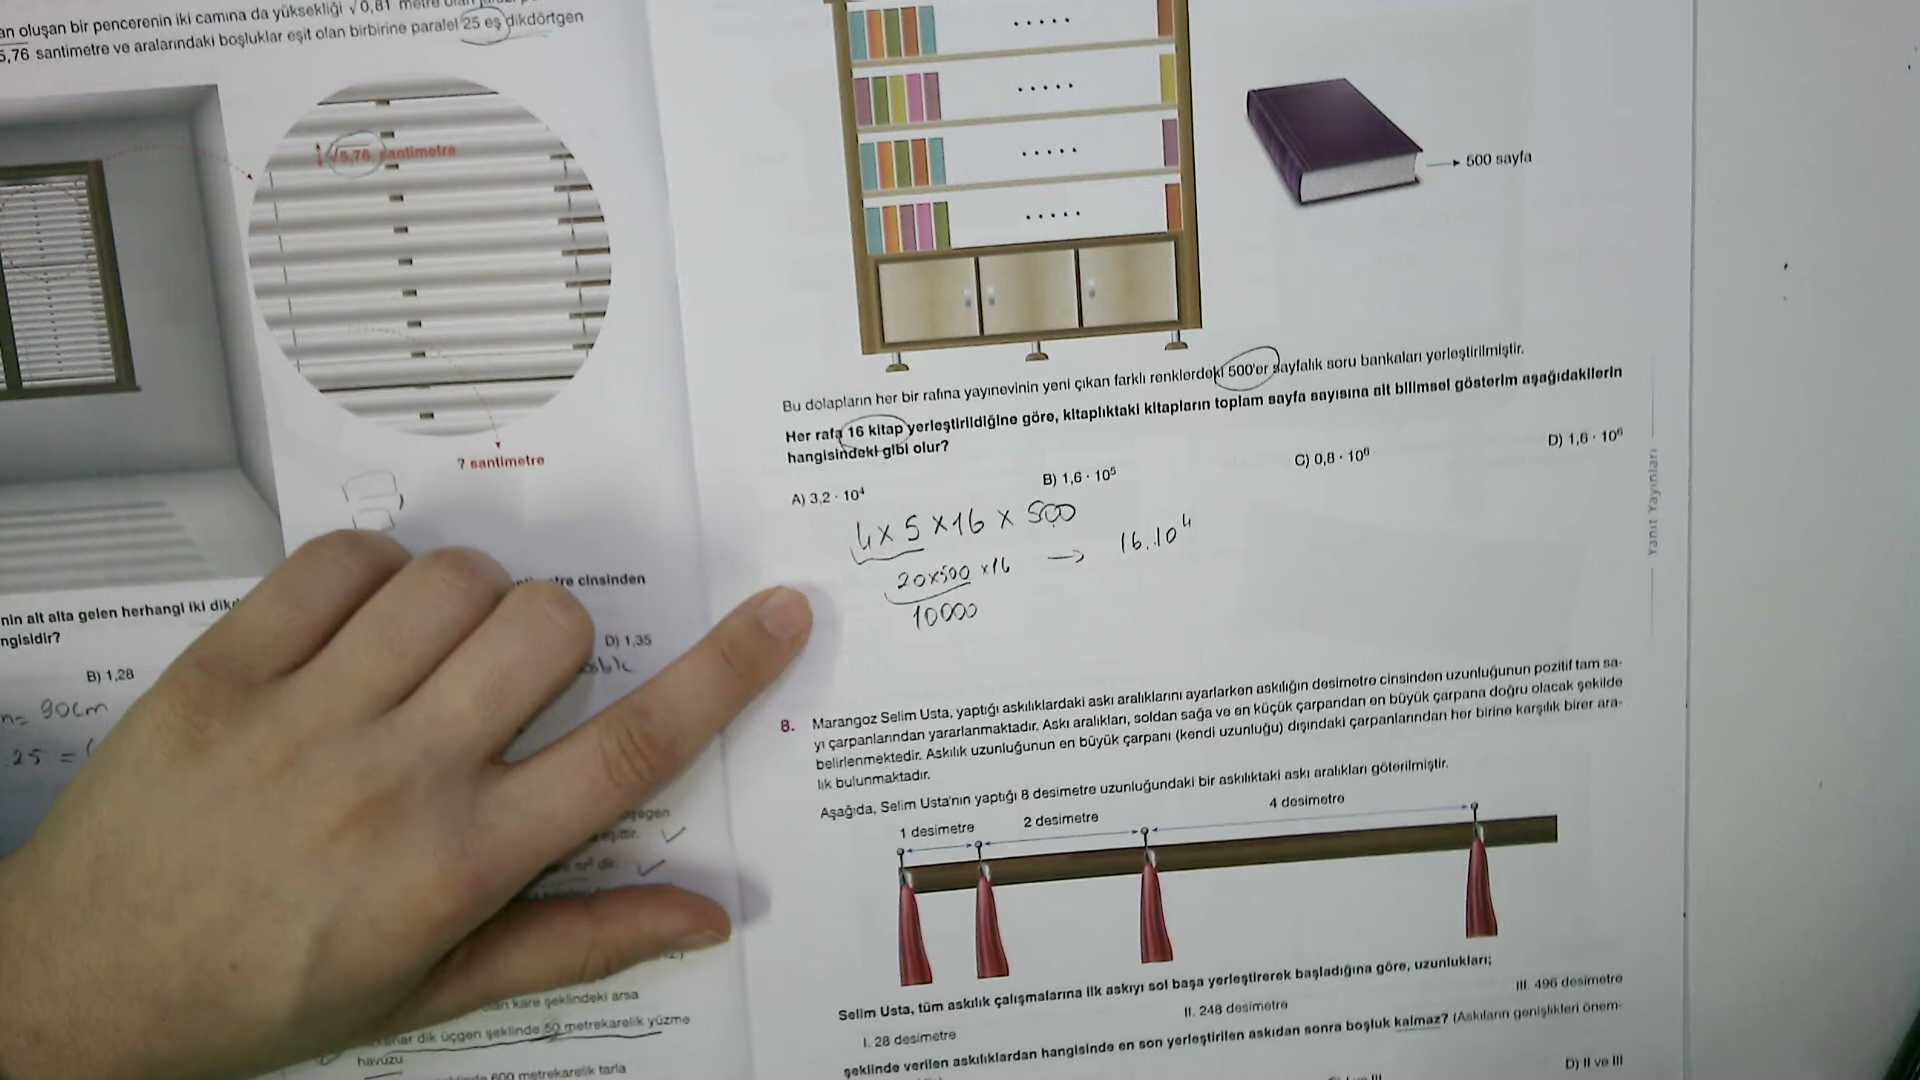 an oluşan bir pencerenin iki camına da yüksekliği √0,81 metre olan
5,76 santimetre ve aralarındaki boşluklar eşit olan birbirine paralel 25 eş dikdörtgen
√5,76 santimetre
? santimetre
cinsinden
nin alt alta gelen herhangi iki
ngisidir?
B) 1,28
D) 1,35
= 90cm
25 =
kare şeklindeki arsa
dik üçgen şeklinde 50 metrekarelik yüzme
havuzu
600 metrekarelik tarla
500 sayfa
Bu dolapların her bir rafına yayınevinin yeni çıkan farklı renklerdeki 500'er sayfalık soru bankaları yerleştirilmiştir.
Her rafa 16 kitap yerleştirildiğine göre, kitaplıktaki kitapların toplam sayfa sayısına ait bilimsel gösterim aşağıdakilerin
hangisindeki gibi olur?
A) 3,2 · 10⁴
B) 1,6 · 10⁵
C) 0,8 · 10⁶
D) 1,6 · 10⁶
4 x 5 x 16 x 500
20x500 x16 → 16.10⁴
10000
Yanıt Yayınları
8. Marangoz Selim Usta, yaptığı askılıklardaki askı aralıklarını ayarlarken askılığın desimetre cinsinden uzunluğunun pozitif tam sa-
yı çarpanlarından yararlanmaktadır. Askı aralıkları, soldan sağa ve en küçük çarpandan en büyük çarpana doğru olacak şekilde
belirlenmektedir. Askılık uzunluğunun en büyük çarpanı (kendi uzunluğu) dışındaki çarpanlarından her birine karşılık birer ara-
lık bulunmaktadır.
Aşağıda, Selim Usta'nın yaptığı 8 desimetre uzunluğundaki bir askılıktaki askı aralıkları göterilmiştir.
1 desimetre
2 desimetre
4 desimetre
Selim Usta, tüm askılık çalışmalarına ilk askıyı sol başa yerleştirerek başladığına göre, uzunlukları;
I. 28 desimetre
II. 248 desimetre
III. 496 desimetre
şeklinde verilen askılıklardan hangisinde en son yerleştirilen askıdan sonra boşluk kalmaz? (Askıların genişlikleri önem-
D) II ve III